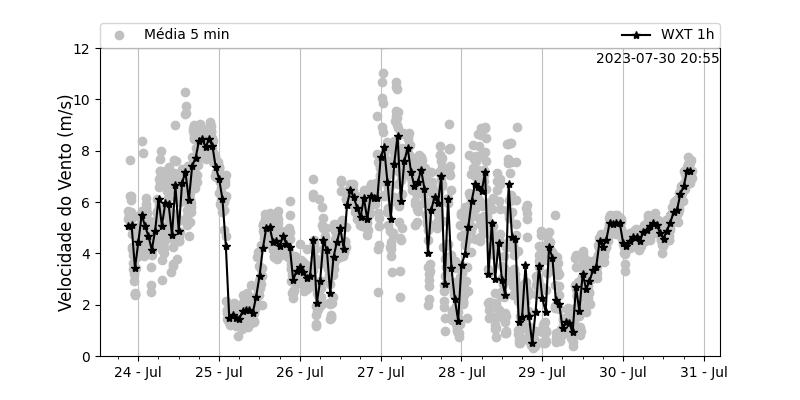 Média 5 min
WXT 1h
2023-07-30 20:55
Velocidade do Vento (m/s)
12
10
8
6
4
2
0
24 - Jul
25 - Jul
26 - Jul
27 - Jul
28 - Jul
29 - Jul
30 - Jul
31 - Jul